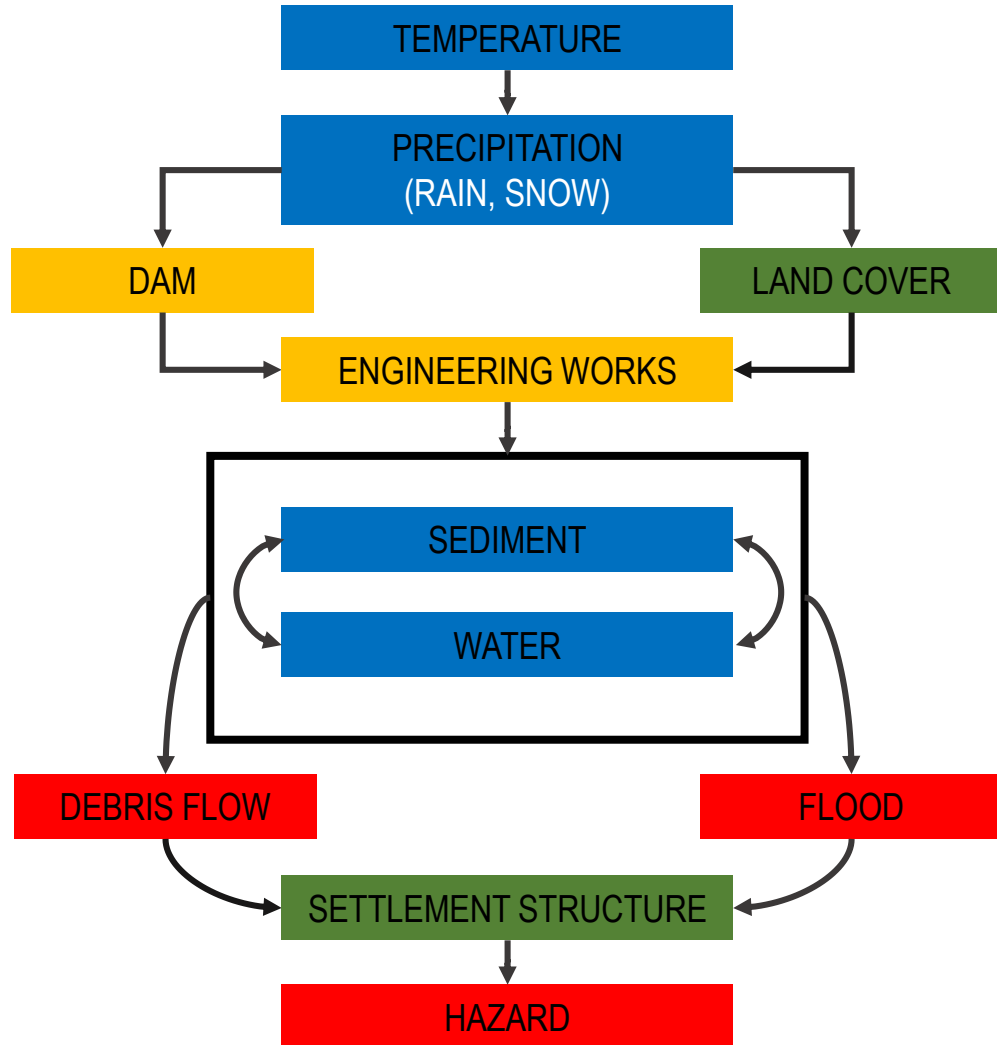 TEMPERATURE
PRECIPITATION
(RAIN, SNOW)
DAM
LAND COVER
ENGINEERING WORKS
SEDIMENT
WATER
DEBRIS FLOW
FLOOD
SETTLEMENT STRUCTURE
HAZARD